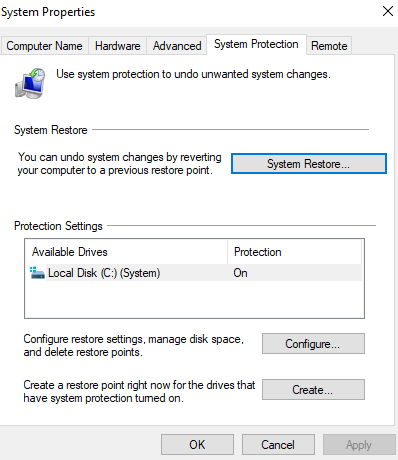 System Properties
Computer Name Hardware Advanced System Protection Remote
Use system protection to undo unwanted system changes.
System Restore
You can undo system changes by reverting
your computer to a previous restore point.
System Restore...
Protection Settings
Available Drives Protection
Local Disk (C:) (System) On
Configure restore settings, manage disk space,
and delete restore points.
Configure...
Create a restore point right now for the drives that
have system protection turned on.
Create...
OK Cancel Apply